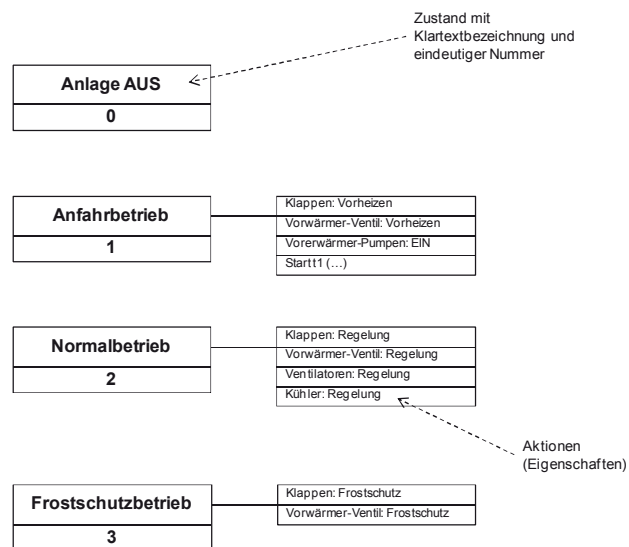 Zustand mit
Klartextbezeichnung und
eindeutiger Nummer
Anlage AUS
0
Anfahrbetrieb
1
Klappen: Vorheizen
Vorwärmer-Ventil: Vorheizen
Vorerwärmer-Pumpen: EIN
Start t1 (…)
Normalbetrieb
2
Klappen: Regelung
Vorwärmer-Ventil: Regelung
Ventilatoren: Regelung
Kühler: Regelung
Aktionen
(Eigenschaften)
Frostschutzbetrieb
3
Klappen: Frostschutz
Vorwärmer-Ventil: Frostschutz